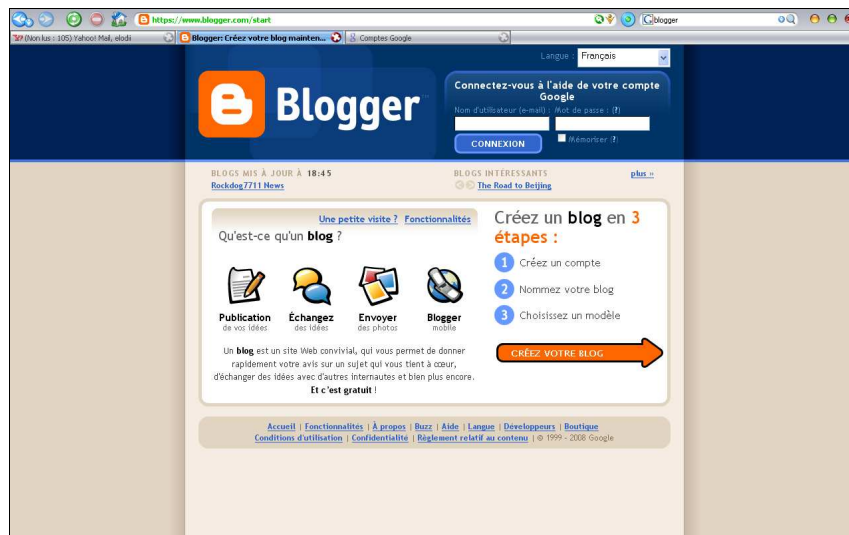 https://www.blogger.com/start
blogger
(Non lus : 105) Yahoo! Mail, elodii
Blogger: Créez votre blog mainten...
Comptes Google
Langue : Français
Blogger
Connectez-vous à l'aide de votre compte
Google
Nom d'utilisateur (e-mail) : Mot de passe : (?)
CONNEXION
Mémoriser (?)
BLOGS MIS À JOUR À 18:45
Rockdog7711 News
BLOGS INTÉRESSANTS
plus »
The Road to Beijing
Une petite visite ? Fonctionnalités
Qu'est-ce qu'un blog ?
Publication
de vos idées
Échangez
des idées
Envoyer
des photos
Blogger
mobile
Un blog est un site Web convivial, qui vous permet de donner
rapidement votre avis sur un sujet qui vous tient à cœur,
d'échanger des idées avec d'autres internautes et bien plus encore.
Et c'est gratuit !
Créez un blog en 3
étapes :
1 Créez un compte
2 Nommez votre blog
3 Choisissez un modèle
CRÉEZ VOTRE BLOG
Accueil | Fonctionnalités | À propos | Buzz | Aide | Langue | Développeurs | Boutique
Conditions d'utilisation | Confidentialité | Règlement relatif au contenu | © 1999 - 2008 Google